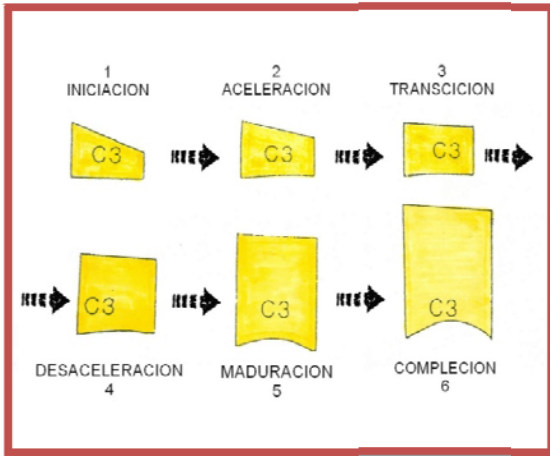 1
INICIACION
2
ACELERACION
3
TRANSCICION
C3
C3
C3
C3
C3
C3
DESACELERACION
4
MADURACION
5
COMPLECION
6